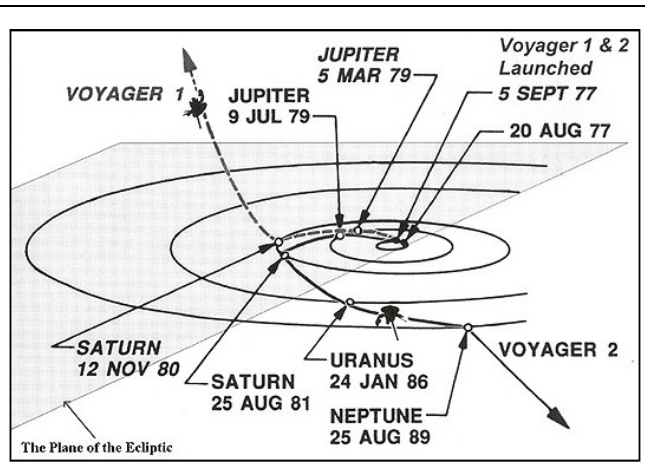 Voyager 1 & 2
Launched
5 SEPT 77
20 AUG 77
JUPITER
5 MAR 79
JUPITER
9 JUL 79
VOYAGER 1
SATURN
12 NOV 80
SATURN
25 AUG 81
URANUS
24 JAN 86
NEPTUNE
25 AUG 89
VOYAGER 2
The Plane of the Ecliptic